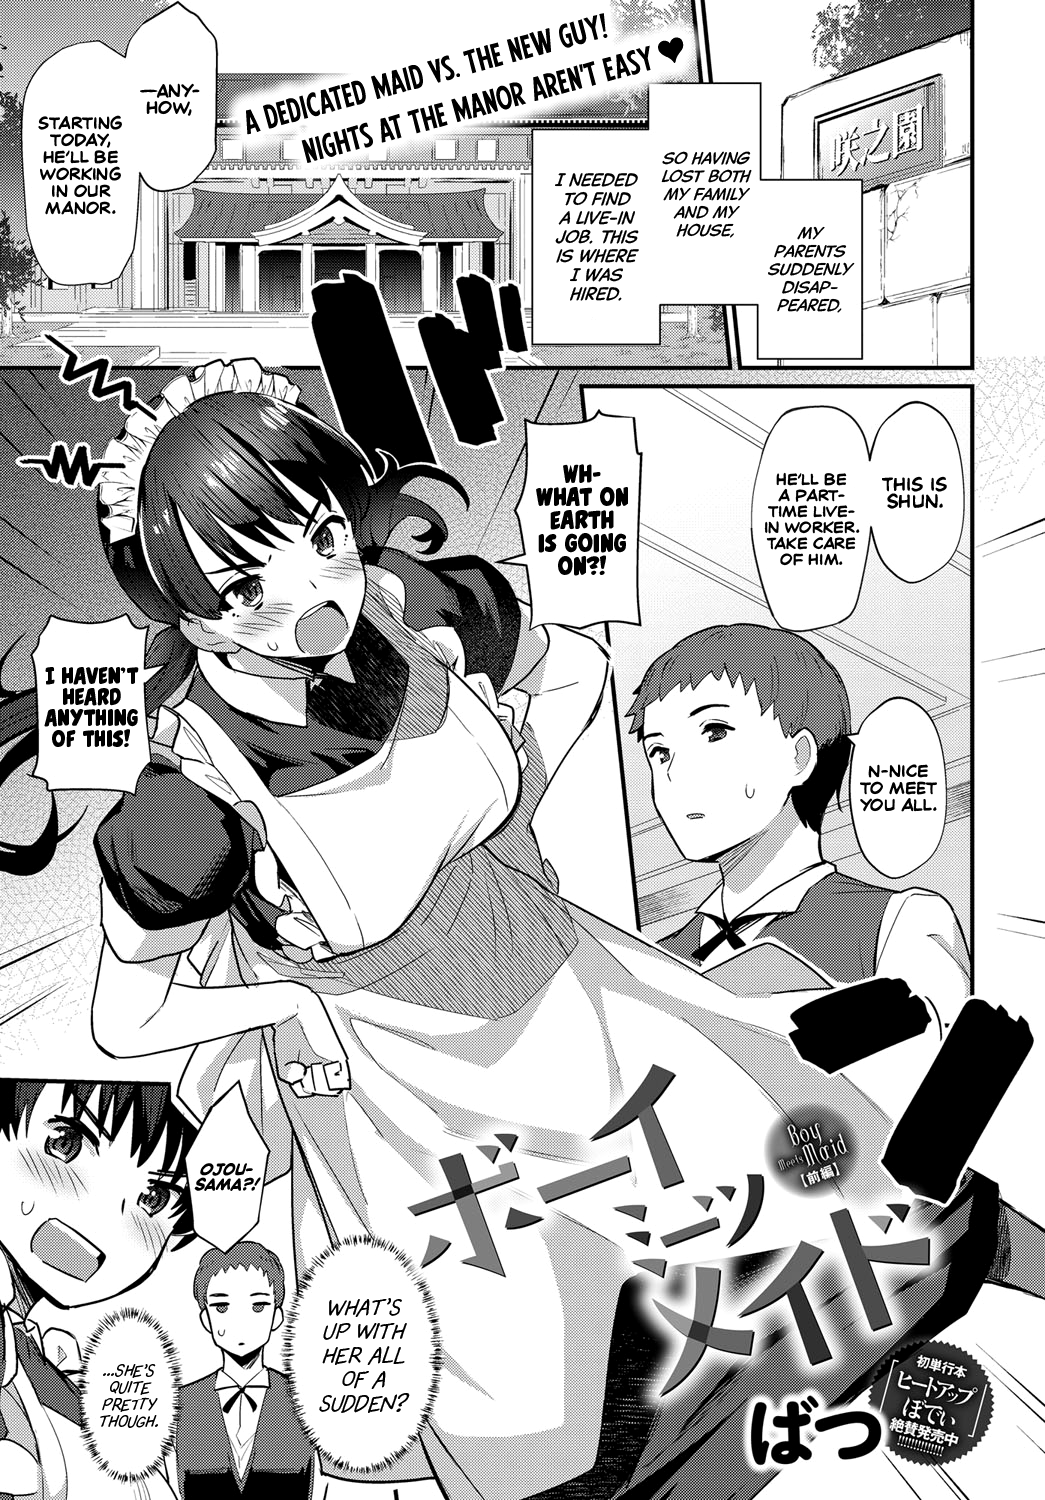 A DEDICATED MAID VS. THE NEW GUY!
NIGHTS AT THE MANOR AREN'T EASY ♥
咲之園
MY
PARENTS
SUDDENLY
DISAP-
PEARED,
SO HAVING
LOST BOTH
MY FAMILY
AND MY
HOUSE,
I NEEDED
TO FIND
A LIVE-IN
JOB. THIS
IS WHERE
I WAS
HIRED.
—ANY-
HOW,
STARTING
TODAY,
HE'LL BE
WORKING
IN OUR
MANOR.
THIS IS
SHUN.
HE'LL BE
A PART-
TIME LIVE-
IN WORKER.
TAKE CARE
OF HIM.
N-NICE
TO MEET
YOU ALL.
WH-
WHAT ON
EARTH
IS GOING
ON?!
I HAVEN'T
HEARD
ANYTHING
OF THIS!
OJOU-
SAMA?!
WHAT'S
UP WITH
HER ALL
OF A
SUDDEN?
...SHE'S
QUITE
PRETTY
THOUGH.
ボーイ
ミーツ
メイド
Boy
Meets Maid
【前編】
ばつ
初単行本
ヒートアップ
ぼでぃ
絶賛発売中
!!!!!!!!!!!